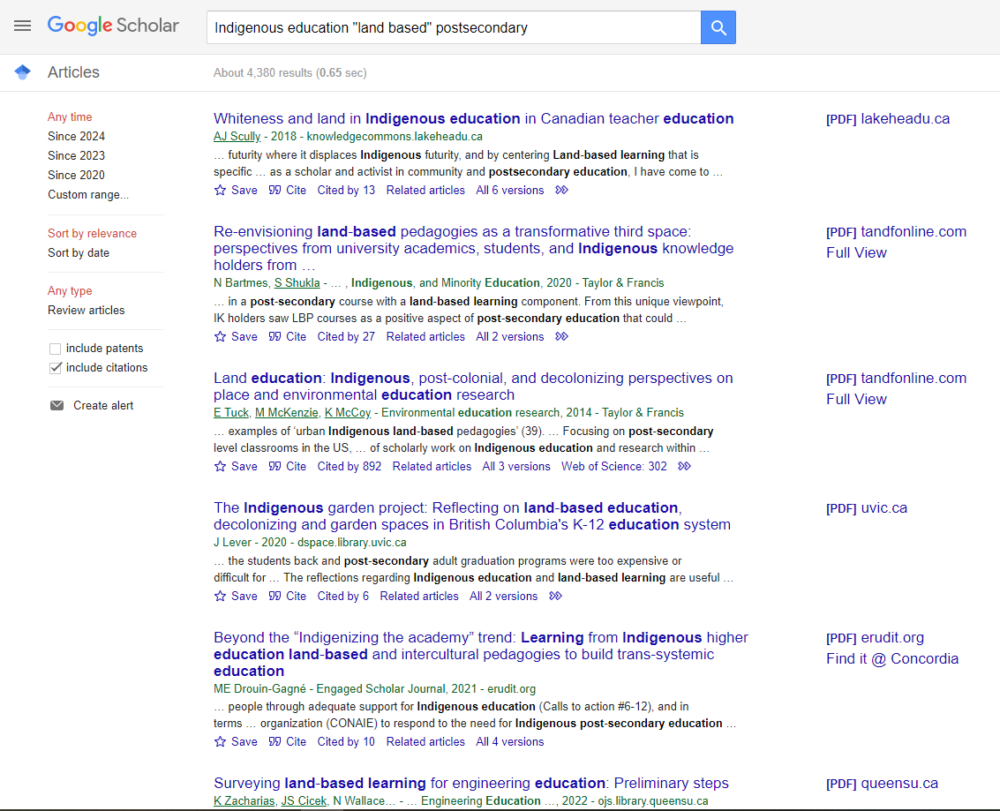 Google Scholar
Indigenous education "land based" postsecondary
Articles
About 4,380 results (0.65 sec)
Any time
Since 2024
Since 2023
Since 2020
Custom range...
Sort by relevance
Sort by date
Any type
Review articles
include patents
include citations
Create alert
Whiteness and land in Indigenous education in Canadian teacher education
[PDF] lakeheadu.ca
AJ Scully - 2018 - knowledgecommons.lakeheadu.ca
… futurity where it displaces Indigenous futurity, and by centering Land-based learning that is
specific … as a scholar and activist in community and postsecondary education, I have come to …
Save Cite Cited by 13 Related articles All 6 versions
Re-envisioning land-based pedagogies as a transformative third space:
perspectives from university academics, students, and Indigenous knowledge
holders from …
[PDF] tandfonline.com
Full View
N Bartmes, S Shukla - … , Indigenous, and Minority Education, 2020 - Taylor & Francis
… in a post-secondary course with a land-based learning component. From this unique viewpoint,
IK holders saw LBP courses as a positive aspect of post-secondary education that could …
Save Cite Cited by 27 Related articles All 2 versions
Land education: Indigenous, post-colonial, and decolonizing perspectives on
place and environmental education research
[PDF] tandfonline.com
Full View
E Tuck, M McKenzie, K McCoy - Environmental education research, 2014 - Taylor & Francis
… examples of ‘urban Indigenous land-based pedagogies’ (39). … Focusing on post-secondary
level classrooms in the US, … of scholarly work on Indigenous education and research within …
Save Cite Cited by 892 Related articles All 3 versions Web of Science: 302
The Indigenous garden project: Reflecting on land-based education,
decolonizing and garden spaces in British Columbia's K-12 education system
[PDF] uvic.ca
J Lever - 2020 - dspace.library.uvic.ca
… the students back and post-secondary adult graduation programs were too expensive or
difficult for … The reflections regarding Indigenous education and land-based learning are useful …
Save Cite Cited by 6 Related articles All 2 versions
Beyond the “Indigenizing the academy” trend: Learning from Indigenous higher
education land-based and intercultural pedagogies to build trans-systemic
education
[PDF] erudit.org
Find it @ Concordia
ME Drouin-Gagné - Engaged Scholar Journal, 2021 - erudit.org
… people through adequate support for Indigenous education (Calls to action #6-12), and in
terms … organization (CONAIE) to respond to the need for Indigenous post-secondary education …
Save Cite Cited by 10 Related articles All 4 versions
Surveying land-based learning for engineering education: Preliminary steps
[PDF] queensu.ca
K Zacharias, JS Cicek, N Wallace… - … Engineering Education …, 2022 - ojs.library.queensu.ca